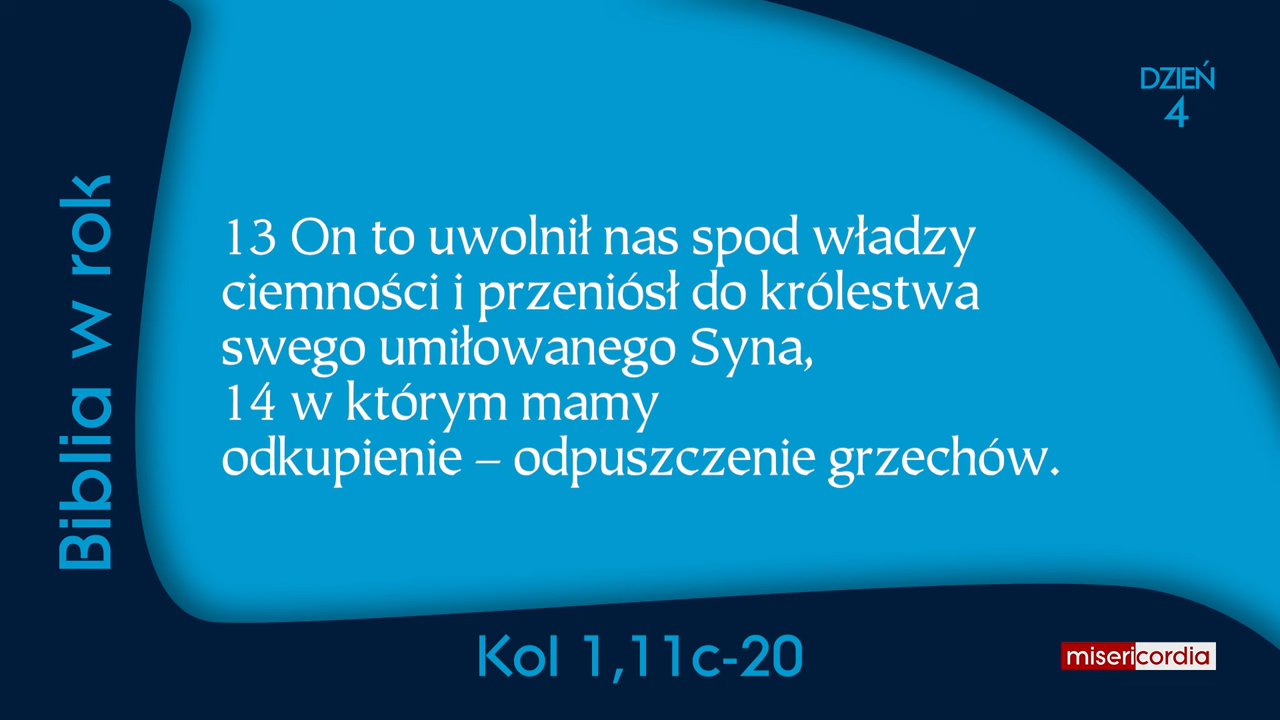 DZIEŃ
4
Biblia w rok
13 On to uwolnił nas spod władzy
ciemności i przeniósł do królestwa
swego umiłowanego Syna,
14 w którym mamy
odkupienie – odpuszczenie grzechów.
Kol 1,11c-20
misericordia